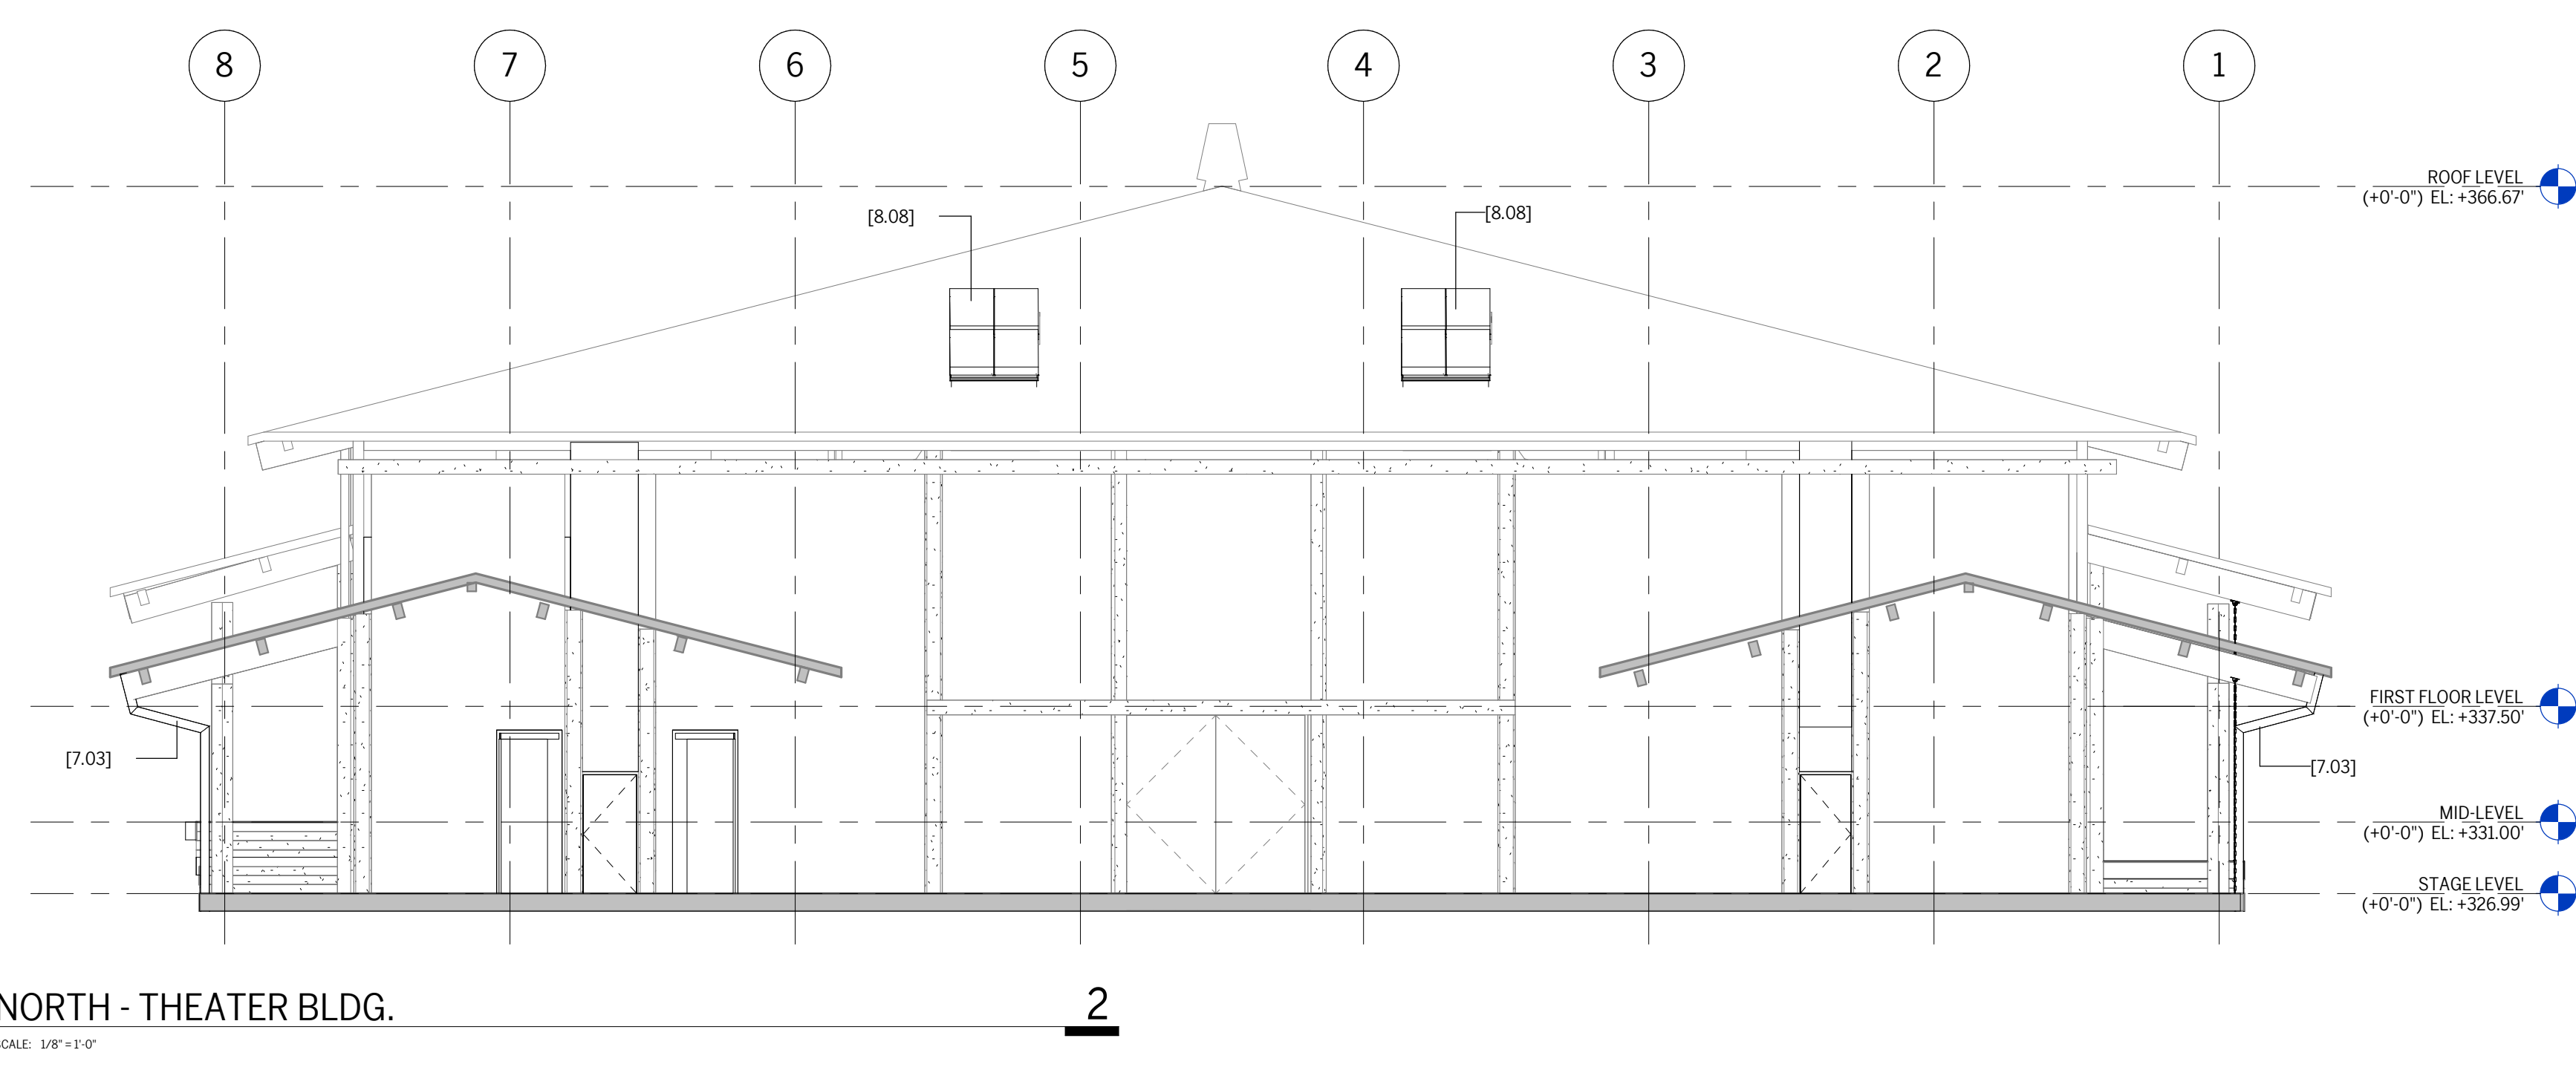 8 7 6 5 4 3 2 1
ROOF LEVEL
(+0'-0") EL: +366.67'
[8.08] [8.08]
FIRST FLOOR LEVEL
(+0'-0") EL: +337.50'
[7.03] [7.03]
MID-LEVEL
(+0'-0") EL: +331.00'
STAGE LEVEL
(+0'-0") EL: +326.99'
NORTH - THEATER BLDG. 2
SCALE: 1/8" = 1'-0"